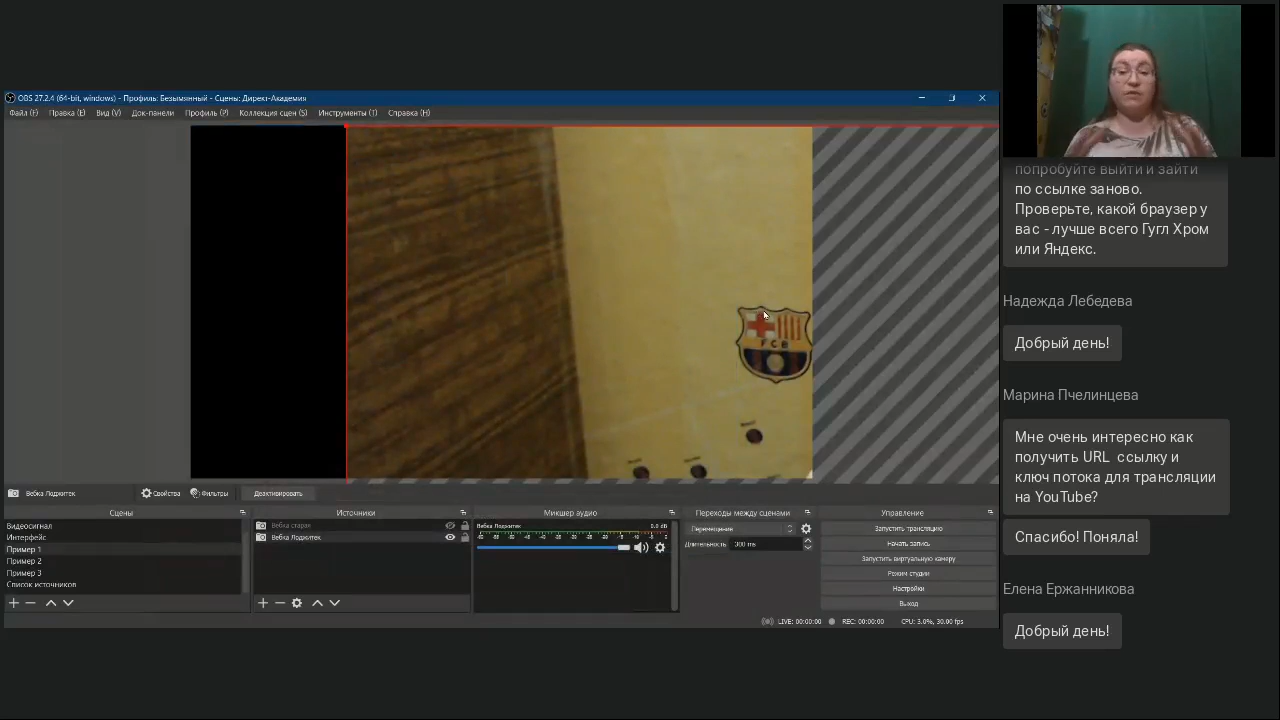 OBS 27.2.4 (64-bit, windows) - Профиль: Безымянный - Сцены: Директ-Академия
Файл (F) Правка (E) Вид (V) Док-панели Профиль (P) Коллекция сцен (S) Инструменты (T) Справка (H)
FCB
Вебка Лоджитек Свойства Фильтры Деактивировать
Сцены
Видеосигнал
Интерфейс
Пример 1
Пример 2
Пример 3
Список источников
Источники
Вебка старая
Вебка Лоджитек
Микшер аудио
Вебка Лоджитек 0.0 dB
Переходы между сценами
Перемещение
Длительность 300 ms
Управление
Запустить трансляцию
Начать запись
Запустить виртуальную камеру
Режим студии
Настройки
Выход
LIVE: 00:00:00 REC: 00:00:00 CPU: 3.0%, 30.00 fps
попробуйте выйти и зайти
по ссылке заново.
Проверьте, какой браузер у
вас - лучше всего Гугл Хром
или Яндекс.
Надежда Лебедева
Добрый день!
Марина Пчелинцева
Мне очень интересно как
получить URL ссылку и
ключ потока для трансляции
на YouTube?
Спасибо! Поняла!
Елена Ержанникова
Добрый день!